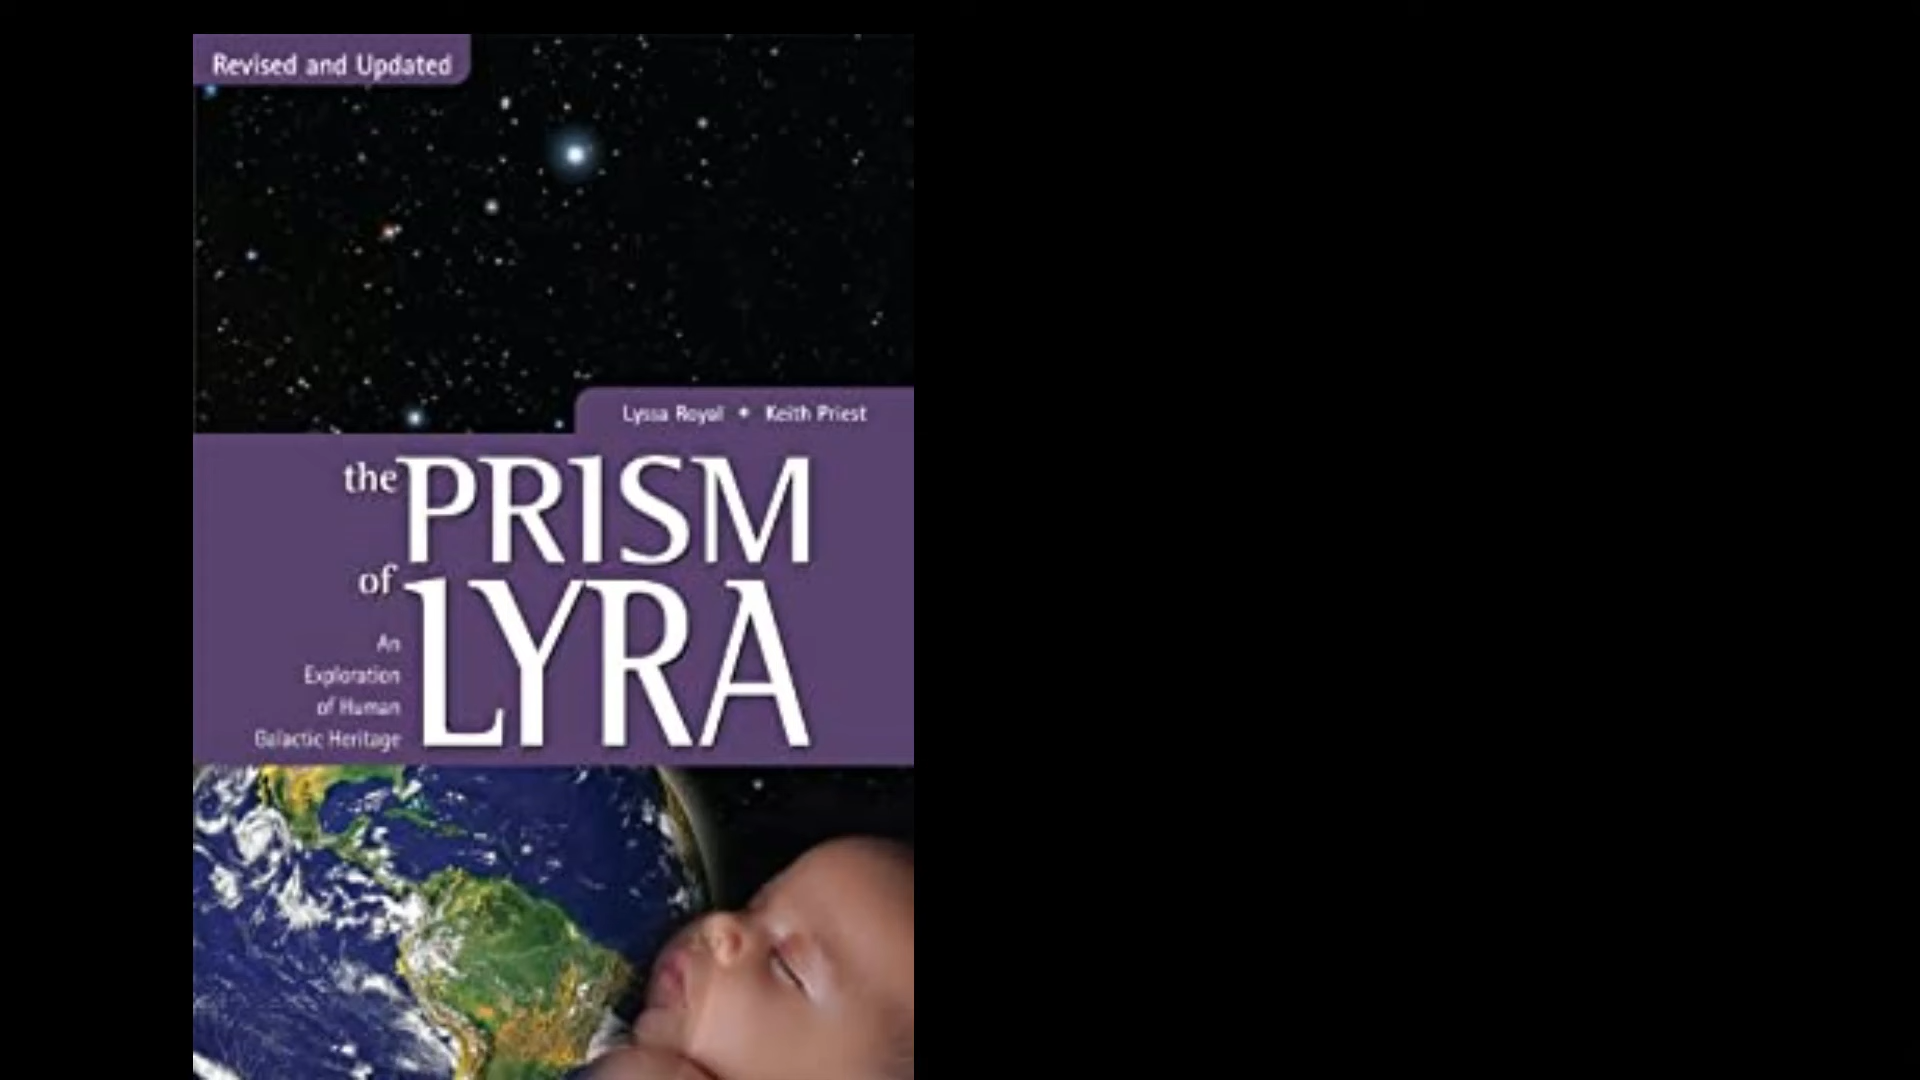 Revised and Updated
Lyssa Royal • Keith Priest
the PRISM
of LYRA
An
Exploration
of Human
Galactic Heritage